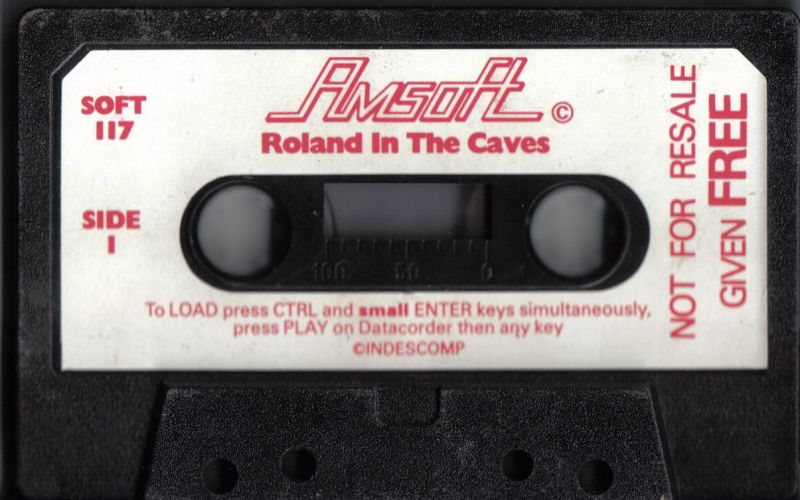 Amsoft ©
Roland In The Caves
SOFT
117
SIDE
1
100 50 0
To LOAD press CTRL and small ENTER keys simultaneously,
press PLAY on Datacorder then any key
©INDESCOMP
NOT FOR RESALE
GIVEN FREE